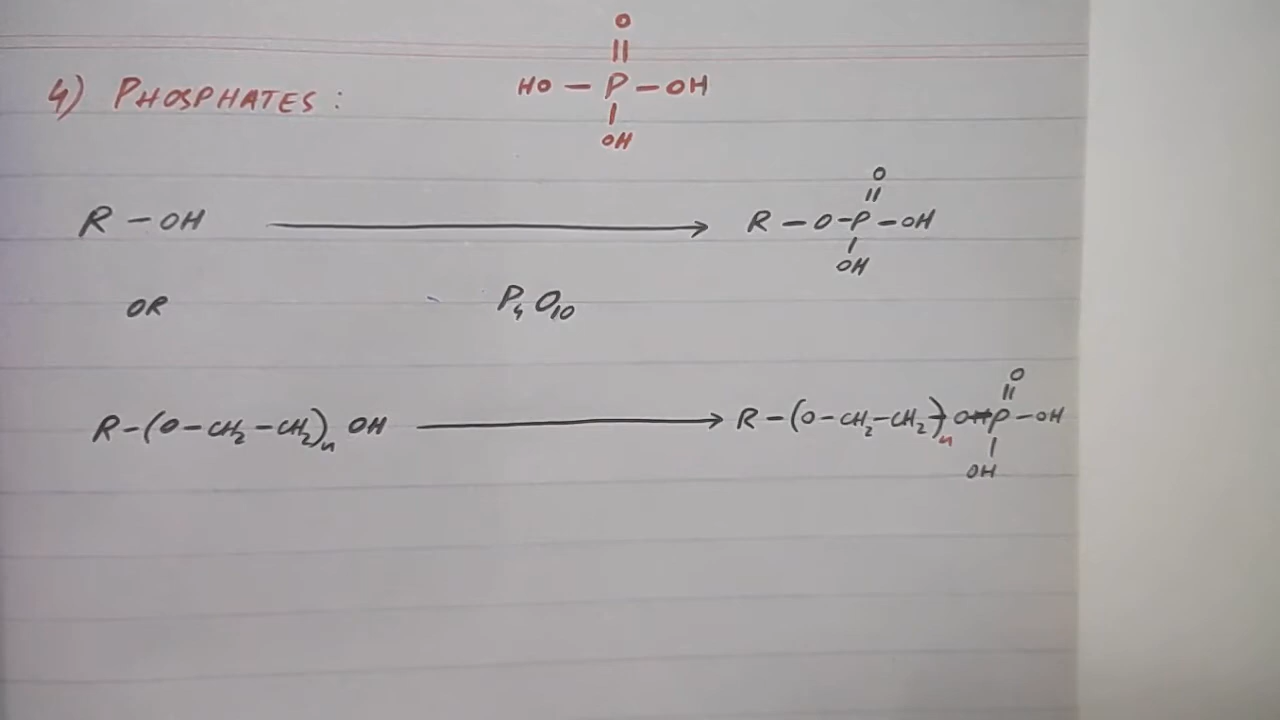 O
||
4) PHOSPHATES: HO – P – OH
|
OH
O
||
R – OH ⟶ R – O – P – OH
|
OH
OR P₄O₁₀
O
||
R – (O – CH₂ – CH₂)ₙ OH ⟶ R – (O – CH₂ – CH₂)ₙ – O – P – OH
|
OH